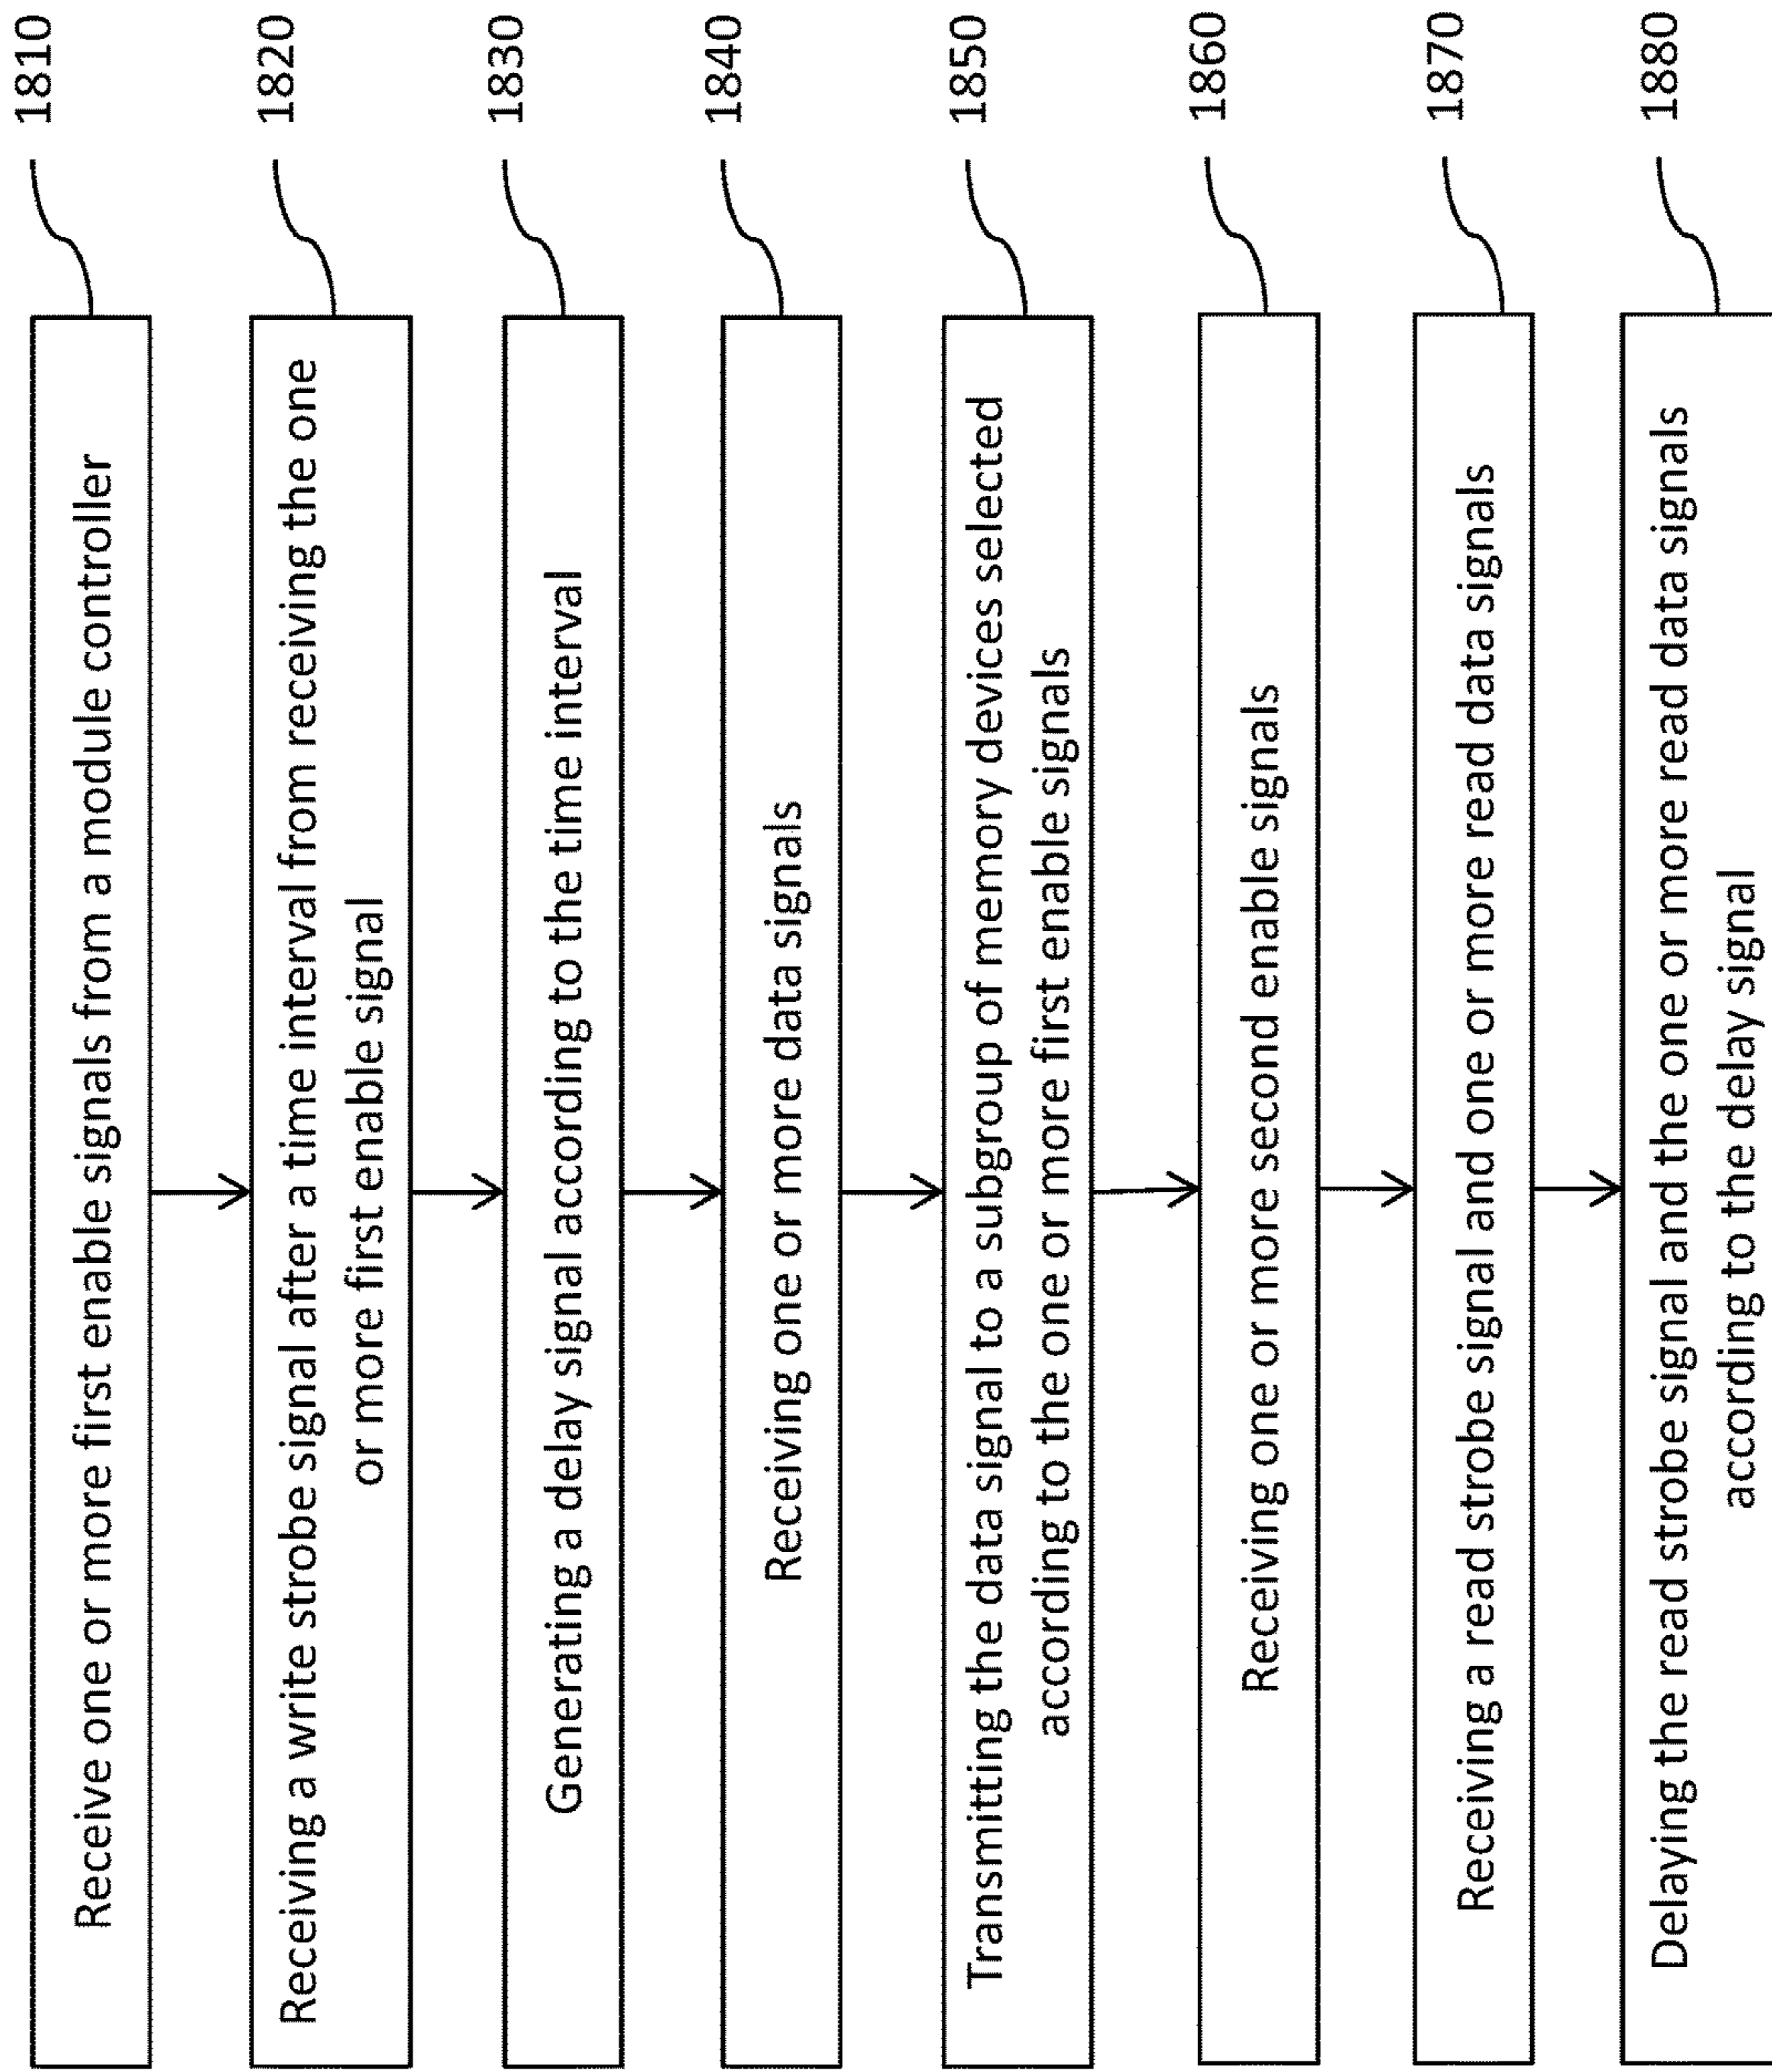 Receive one or more first enable signals from a module controller
1810
Receiving a write strobe signal after a time interval from receiving the one
or more first enable signal
1820
Generating a delay signal according to the time interval
1830
Receiving one or more data signals
1840
Transmitting the data signal to a subgroup of memory devices selected
according to the one or more first enable signals
1850
Receiving one or more second enable signals
1860
Receiving a read strobe signal and one or more read data signals
1870
Delaying the read strobe signal and the one or more read data signals
according to the delay signal
1880